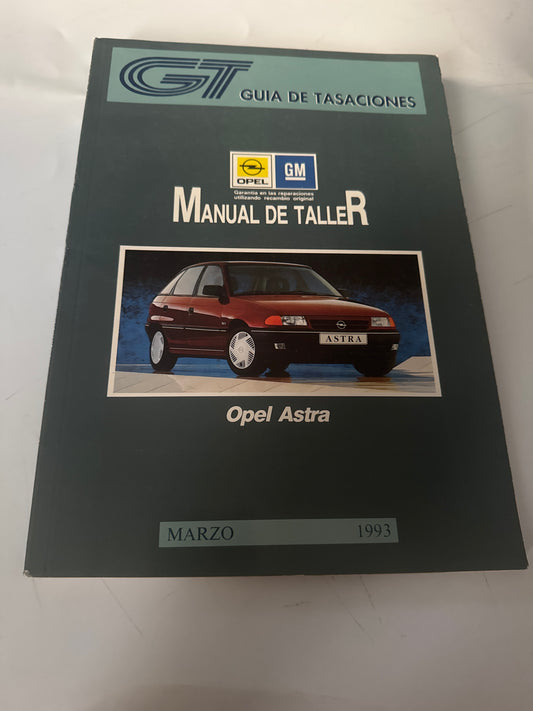 GT GUIA DE TASACIONES
OPEL GM
Garantía en las reparaciones
utilizando recambio original
MANUAL DE TALLER
ASTRA
Opel Astra
MARZO 1993